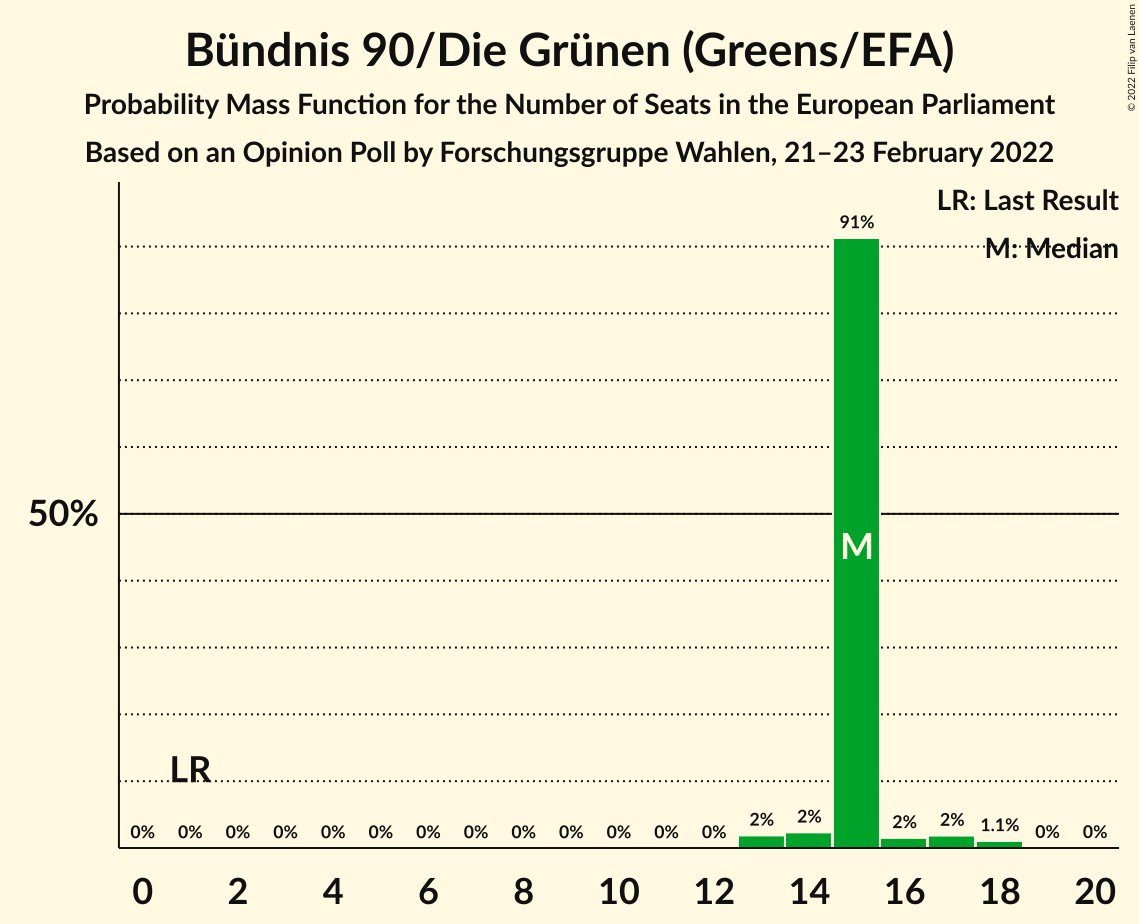 Bündnis 90/Die Grünen (Greens/EFA)
Probability Mass Function for the Number of Seats in the European Parliament
Based on an Opinion Poll by Forschungsgruppe Wahlen, 21–23 February 2022
© 2022 Filip van Laenen
LR: Last Result
M: Median
91%
50%
M
LR
0% 0% 0% 0% 0% 0% 0% 0% 0% 0% 0% 0% 0% 2% 2% 2% 2% 1.1% 0% 0%
0 2 4 6 8 10 12 14 16 18 20